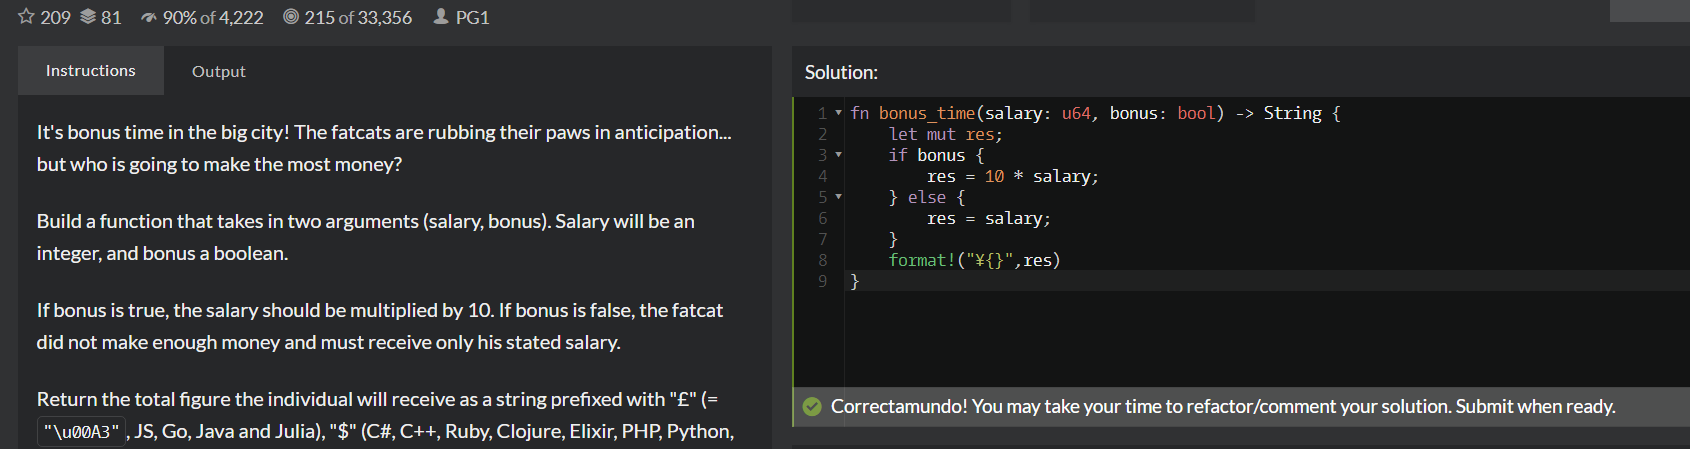 209 81 90% of 4,222 215 of 33,356 PG1
Instructions Output
It's bonus time in the big city! The fatcats are rubbing their paws in anticipation...
but who is going to make the most money?
Build a function that takes in two arguments (salary, bonus). Salary will be an
integer, and bonus a boolean.
If bonus is true, the salary should be multiplied by 10. If bonus is false, the fatcat
did not make enough money and must receive only his stated salary.
Return the total figure the individual will receive as a string prefixed with "£" (=
"\u00A3", JS, Go, Java and Julia), "$" (C#, C++, Ruby, Clojure, Elixir, PHP, Python,
Solution:
1 fn bonus_time(salary: u64, bonus: bool) -> String {
2 let mut res;
3 if bonus {
4 res = 10 * salary;
5 } else {
6 res = salary;
7 }
8 format!("¥{}",res)
9 }
Correctamundo! You may take your time to refactor/comment your solution. Submit when ready.